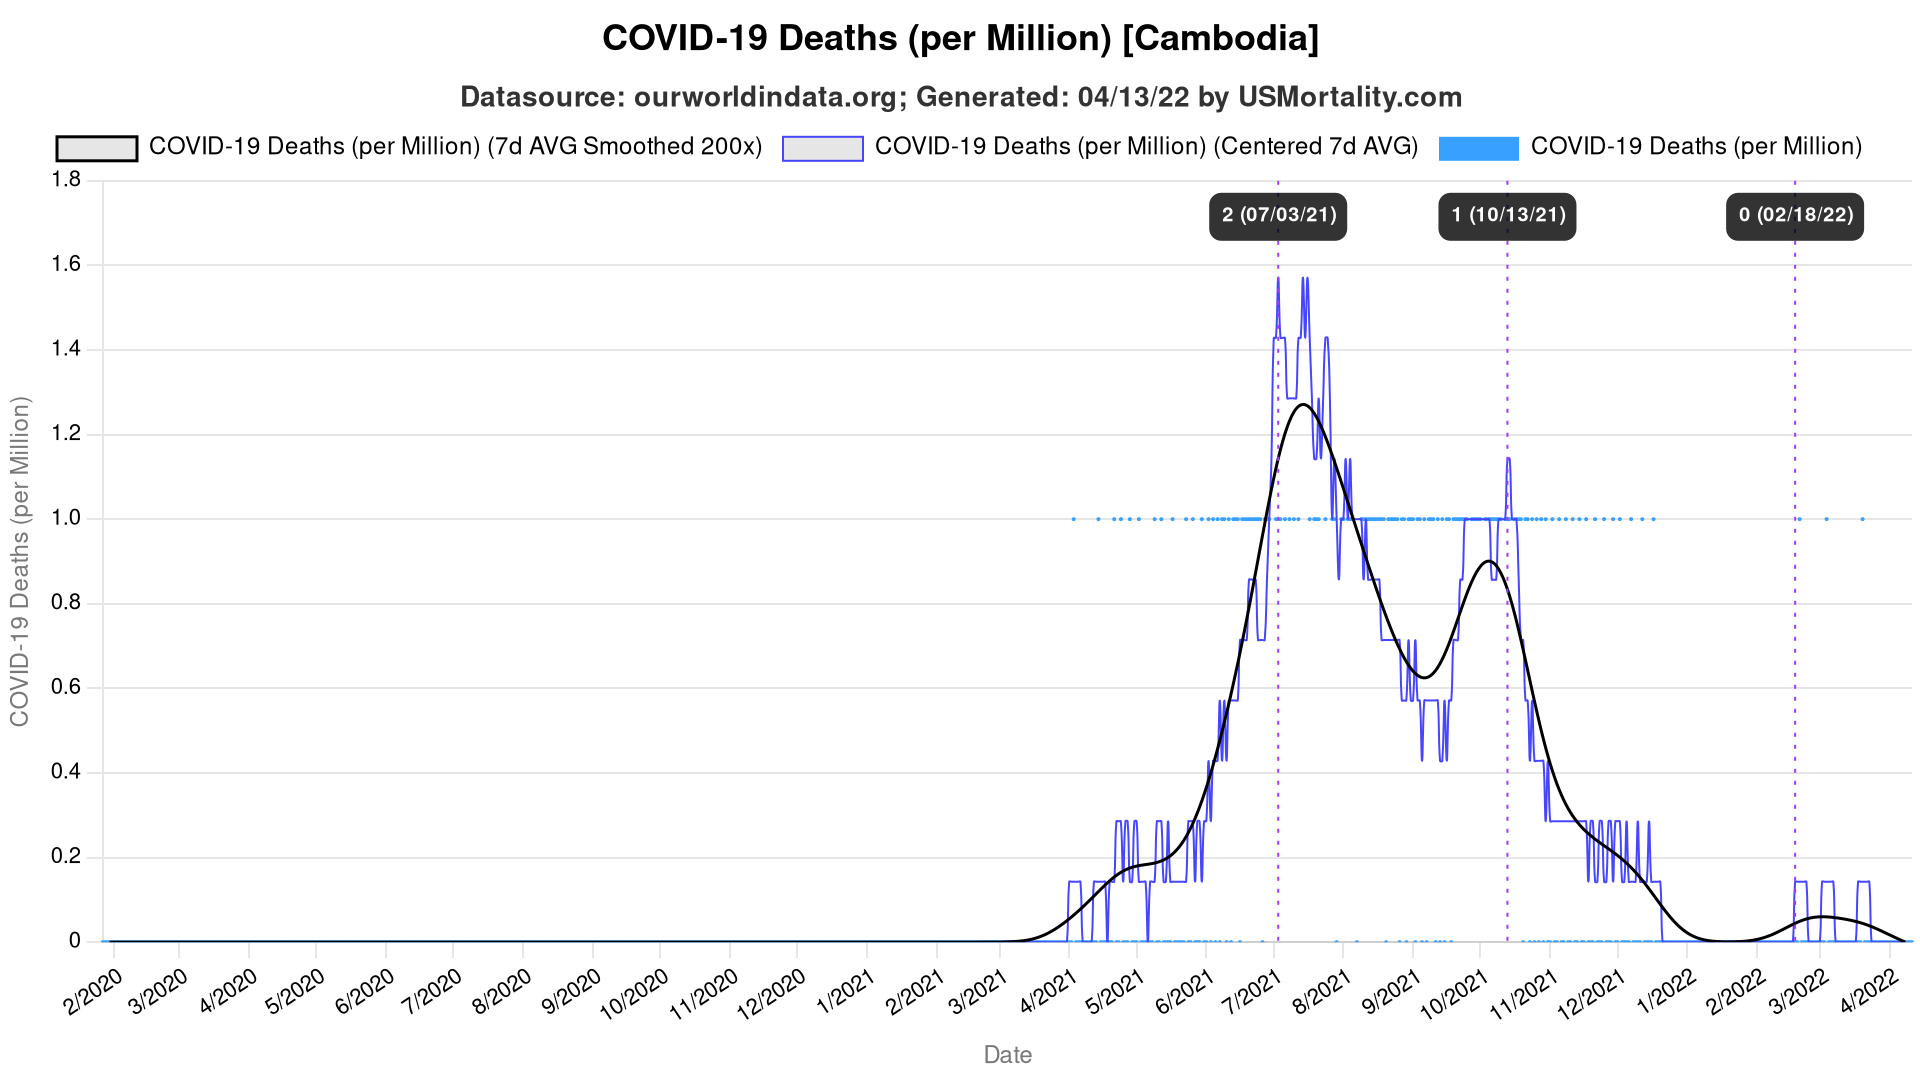 COVID-19 Deaths (per Million) [Cambodia]
Datasource: ourworldindata.org; Generated: 04/13/22 by USMortality.com
COVID-19 Deaths (per Million) (7d AVG Smoothed 200x) COVID-19 Deaths (per Million) (Centered 7d AVG) COVID-19 Deaths (per Million)
2 (07/03/21) 1 (10/13/21) 0 (02/18/22)
COVID-19 Deaths (per Million)
1.8
1.6
1.4
1.2
1.0
0.8
0.6
0.4
0.2
0
2/2020 3/2020 4/2020 5/2020 6/2020 7/2020 8/2020 9/2020 10/2020 11/2020 12/2020 1/2021 2/2021 3/2021 4/2021 5/2021 6/2021 7/2021 8/2021 9/2021 10/2021 11/2021 12/2021 1/2022 2/2022 3/2022 4/2022
Date